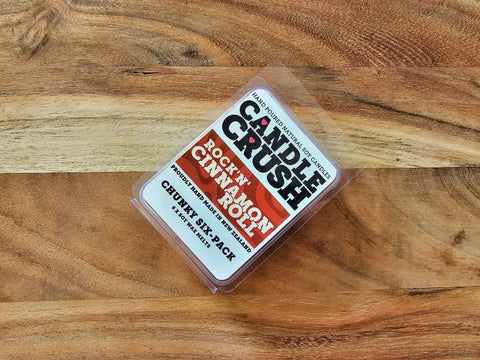 HAND POURED NATURAL SOY CANDLES
CANDLE
CRUSH
ROCK'N'
CINNAMON
ROLL
PROUDLY HAND MADE IN NEW ZEALAND
CHUNKY SIX-PACK
6 X SOY WAX MELTS